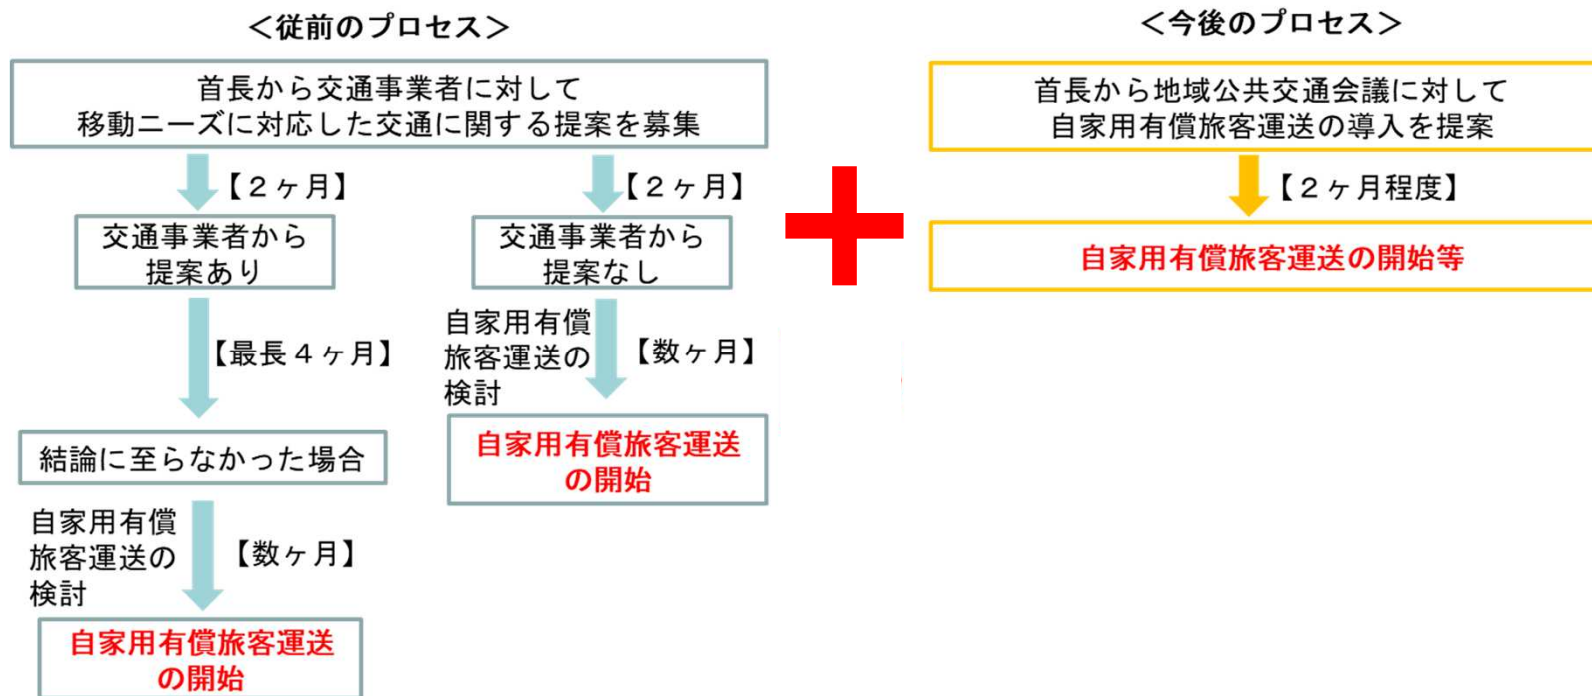 <従前のプロセス>
首長から交通事業者に対して
移動ニーズに対応した交通に関する提案を募集
【２ヶ月】
交通事業者から
提案あり
【最長４ヶ月】
結論に至らなかった場合
自家用有償
旅客運送の
検討
【数ヶ月】
自家用有償旅客運送
の開始
【２ヶ月】
交通事業者から
提案なし
自家用有償
旅客運送の
検討
【数ヶ月】
自家用有償旅客運送
の開始
<今後のプロセス>
首長から地域公共交通会議に対して
自家用有償旅客運送の導入を提案
【２ヶ月程度】
自家用有償旅客運送の開始等